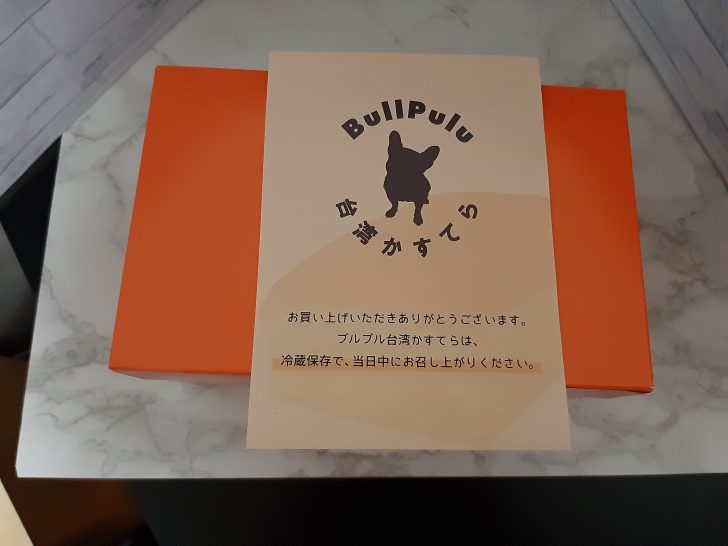 BullPulu
台湾かすてら
お買い上げいただきありがとうございます。
ブルプル台湾かすてらは、
冷蔵保存で、当日中にお召し上がりください。